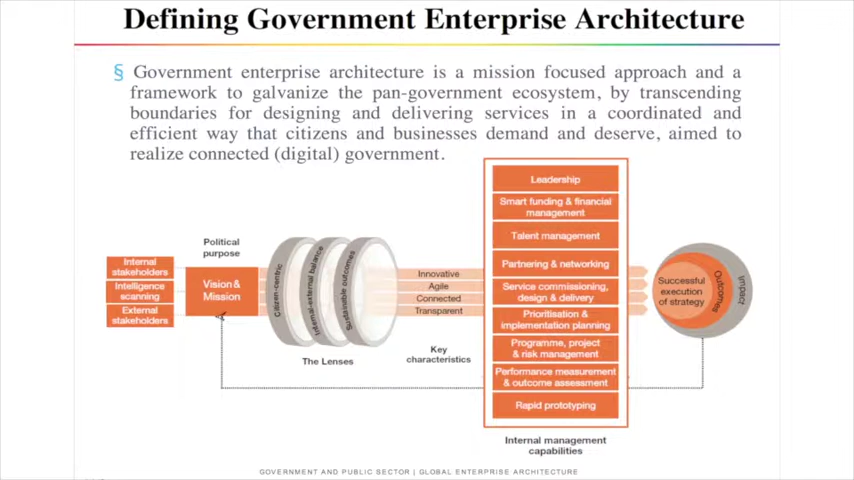 Defining Government Enterprise Architecture
§ Government enterprise architecture is a mission focused approach and a
framework to galvanize the pan-government ecosystem, by transcending
boundaries for designing and delivering services in a coordinated and
efficient way that citizens and businesses demand and deserve, aimed to
realize connected (digital) government.
Internal
stakeholders
Intelligence
scanning
External
stakeholders
Political
purpose
Vision &
Mission
Citizen-centric
Internal-external balance
Sustainable outcomes
The Lenses
Innovative
Agile
Connected
Transparent
Key
characteristics
Leadership
Smart funding & financial
management
Talent management
Partnering & networking
Service commissioning,
design & delivery
Prioritisation &
implementation planning
Programme, project
& risk management
Performance measurement
& outcome assessment
Rapid prototyping
Internal management
capabilities
Successful
execution
of strategy
Outcomes
Impact
GOVERNMENT AND PUBLIC SECTOR | GLOBAL ENTERPRISE ARCHITECTURE